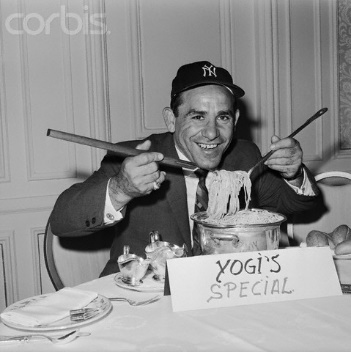 corbis.
NY
YOGI'S
SPECIAL